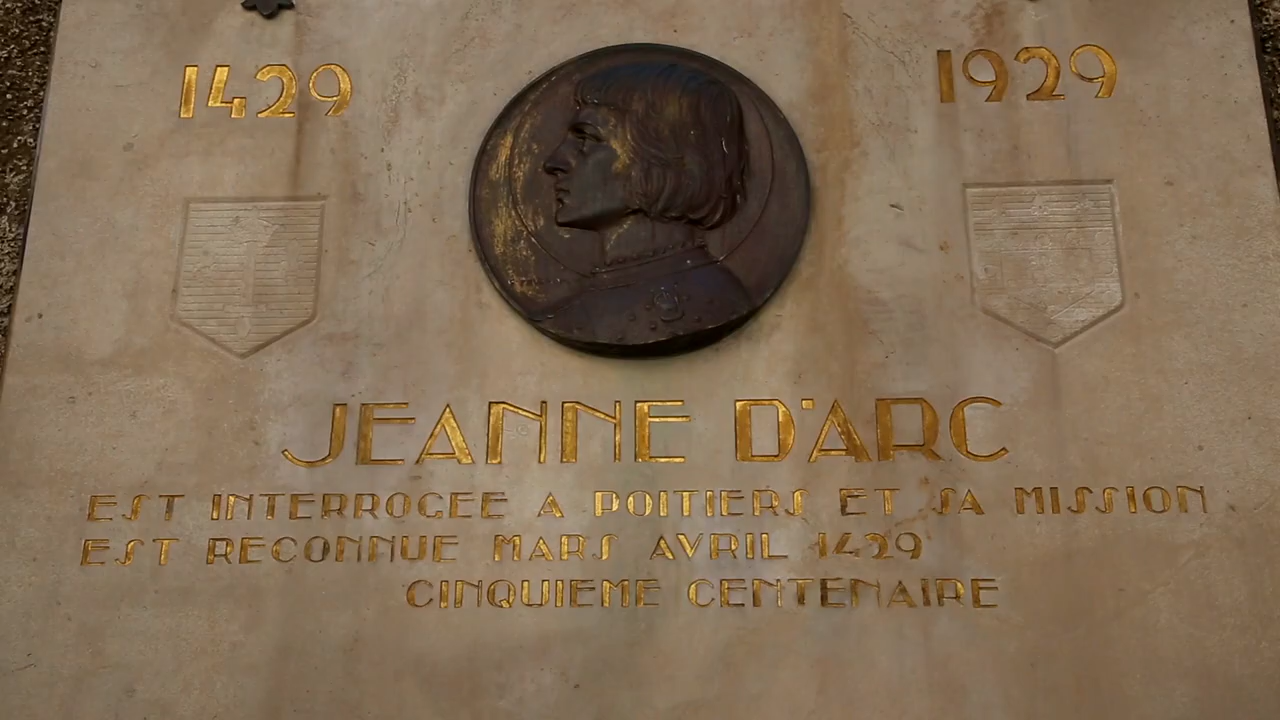 1429 1929
JEANNE D'ARC
EST INTERROGEE A POITIERS ET SA MISSION
EST RECONNUE MARS AVRIL 1429
CINQUIEME CENTENAIRE